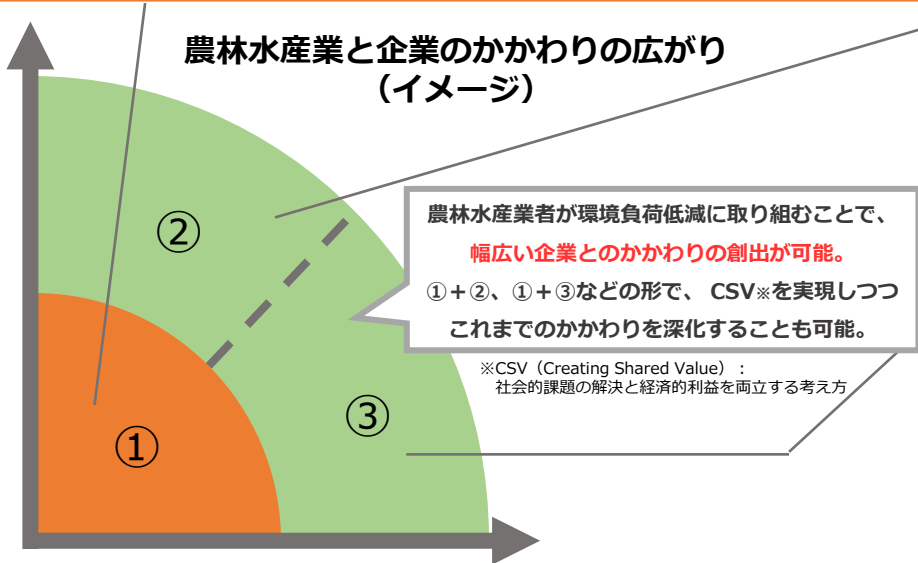 農林水産業と企業のかかわりの広がり
（イメージ）
②
農林水産業者が環境負荷低減に取り組むことで、
幅広い企業とのかかわりの創出が可能。
①＋②、①＋③などの形で、 CSV※を実現しつつ
これまでのかかわりを深化することも可能。
※CSV（Creating Shared Value）：
社会的課題の解決と経済的利益を両立する考え方
③
①